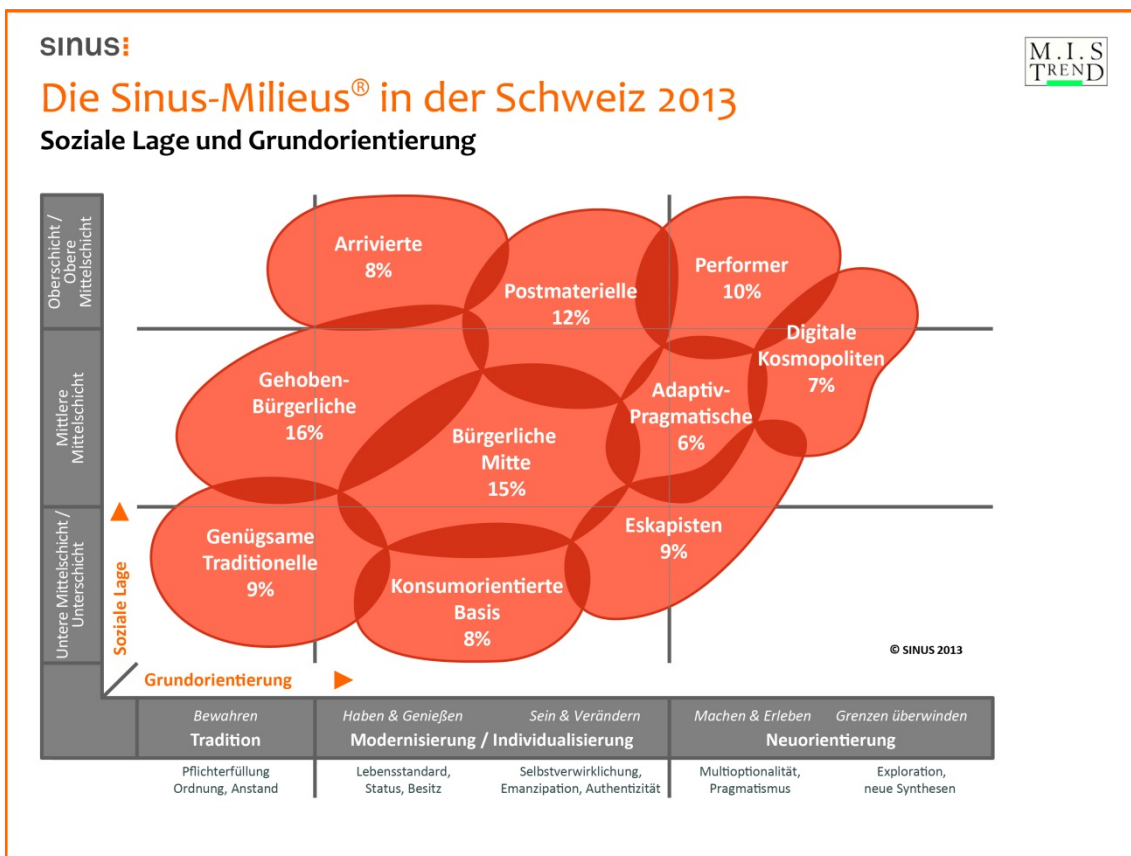 sınus:
M.I.S
TREND
Die Sinus-Milieus® in der Schweiz 2013
Soziale Lage und Grundorientierung
Oberschicht /
Obere
Mittelschicht
Mittlere
Mittelschicht
Untere Mittelschicht /
Unterschicht
Soziale Lage
Arrivierte
8%
Postmaterielle
12%
Performer
10%
Digitale
Kosmopoliten
7%
Gehoben-
Bürgerliche
16%
Bürgerliche
Mitte
15%
Adaptiv-
Pragmatische
6%
Genügsame
Traditionelle
9%
Konsumorientierte
Basis
8%
Eskapisten
9%
© SINUS 2013
Grundorientierung
Bewahren
Tradition
Haben & Genießen
Sein & Verändern
Modernisierung / Individualisierung
Machen & Erleben
Grenzen überwinden
Neuorientierung
Pflichterfüllung
Ordnung, Anstand
Lebensstandard,
Status, Besitz
Selbstverwirklichung,
Emanzipation, Authentizität
Multioptionalität,
Pragmatismus
Exploration,
neue Synthesen